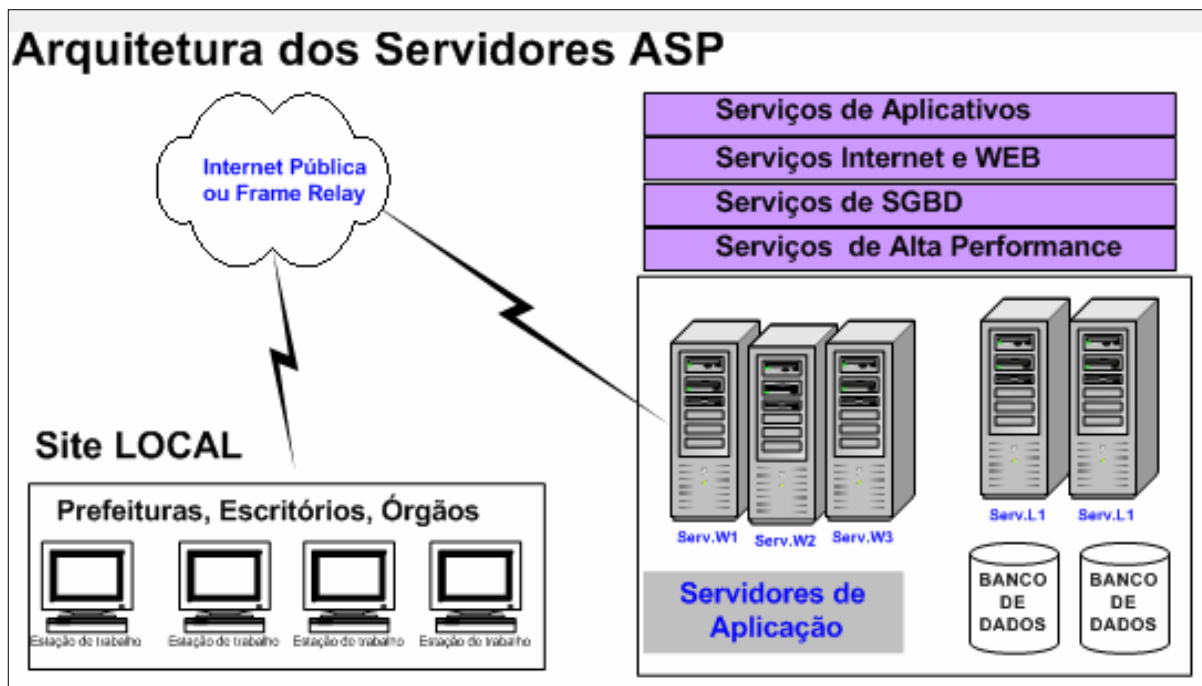 Arquitetura dos Servidores ASP
Internet Pública
ou Frame Relay
Serviços de Aplicativos
Serviços Internet e WEB
Serviços de SGBD
Serviços de Alta Performance
Site LOCAL
Prefeituras, Escritórios, Órgãos
Estação de trabalho
Estação de trabalho
Estação de trabalho
Estação de trabalho
Serv.W1
Serv.W2
Serv.W3
Serv.L1
Serv.L1
Servidores de
Aplicação
BANCO
DE
DADOS
BANCO
DE
DADOS